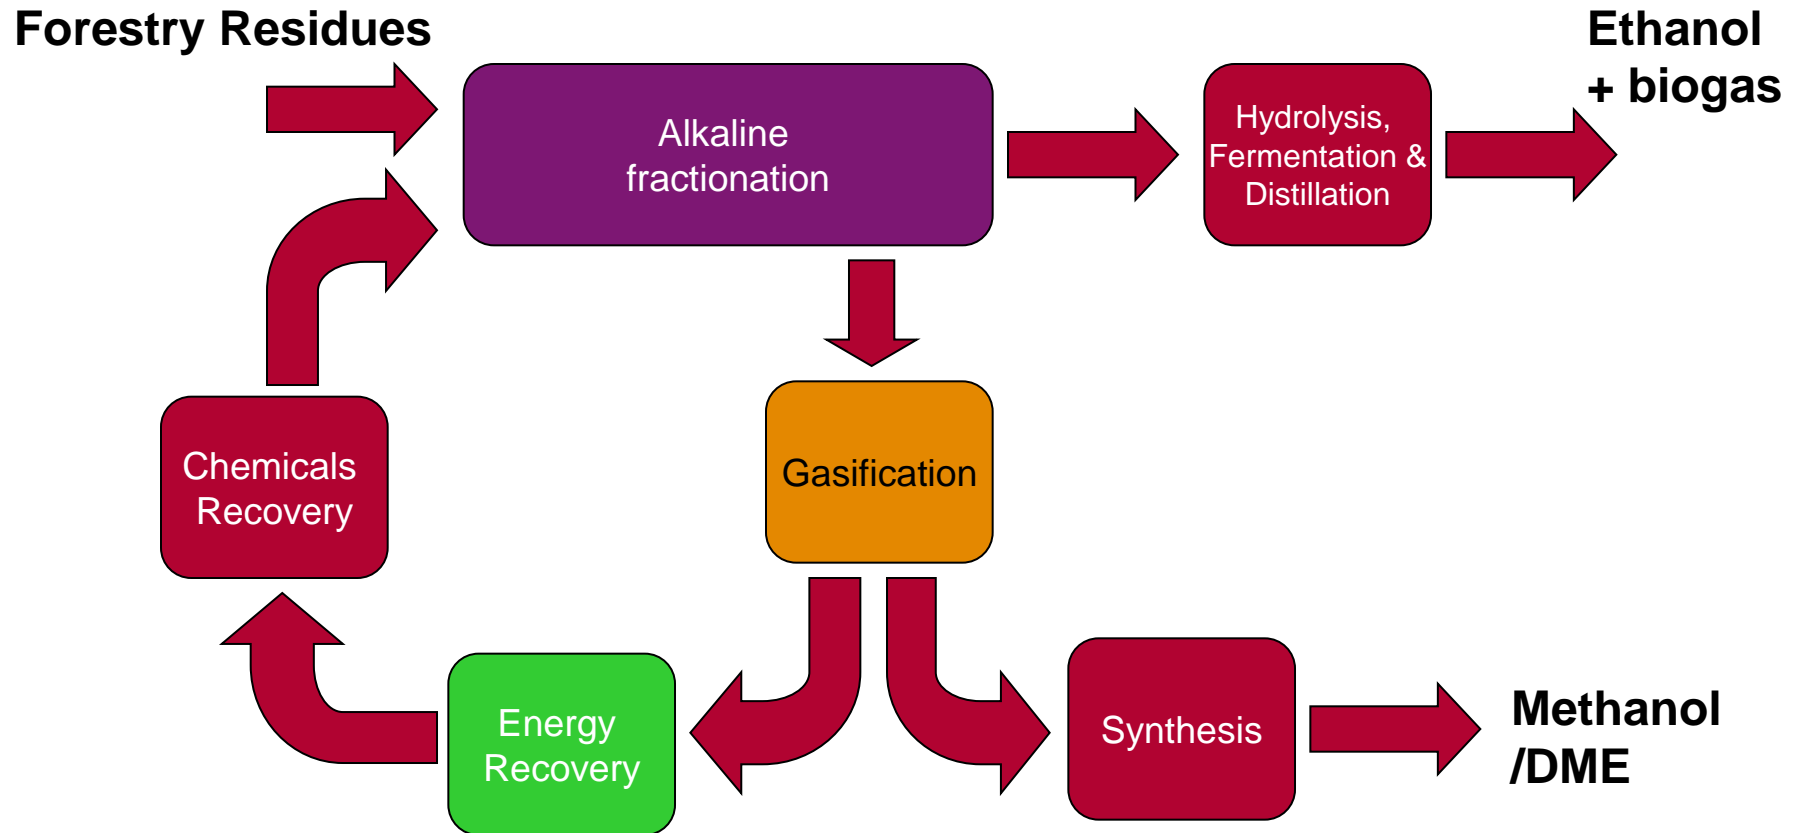 Forestry Residues
Ethanol
+ biogas
Alkaline
fractionation
Hydrolysis,
Fermentation &
Distillation
Chemicals
Recovery
Gasification
Energy
Recovery
Synthesis
Methanol
/DME